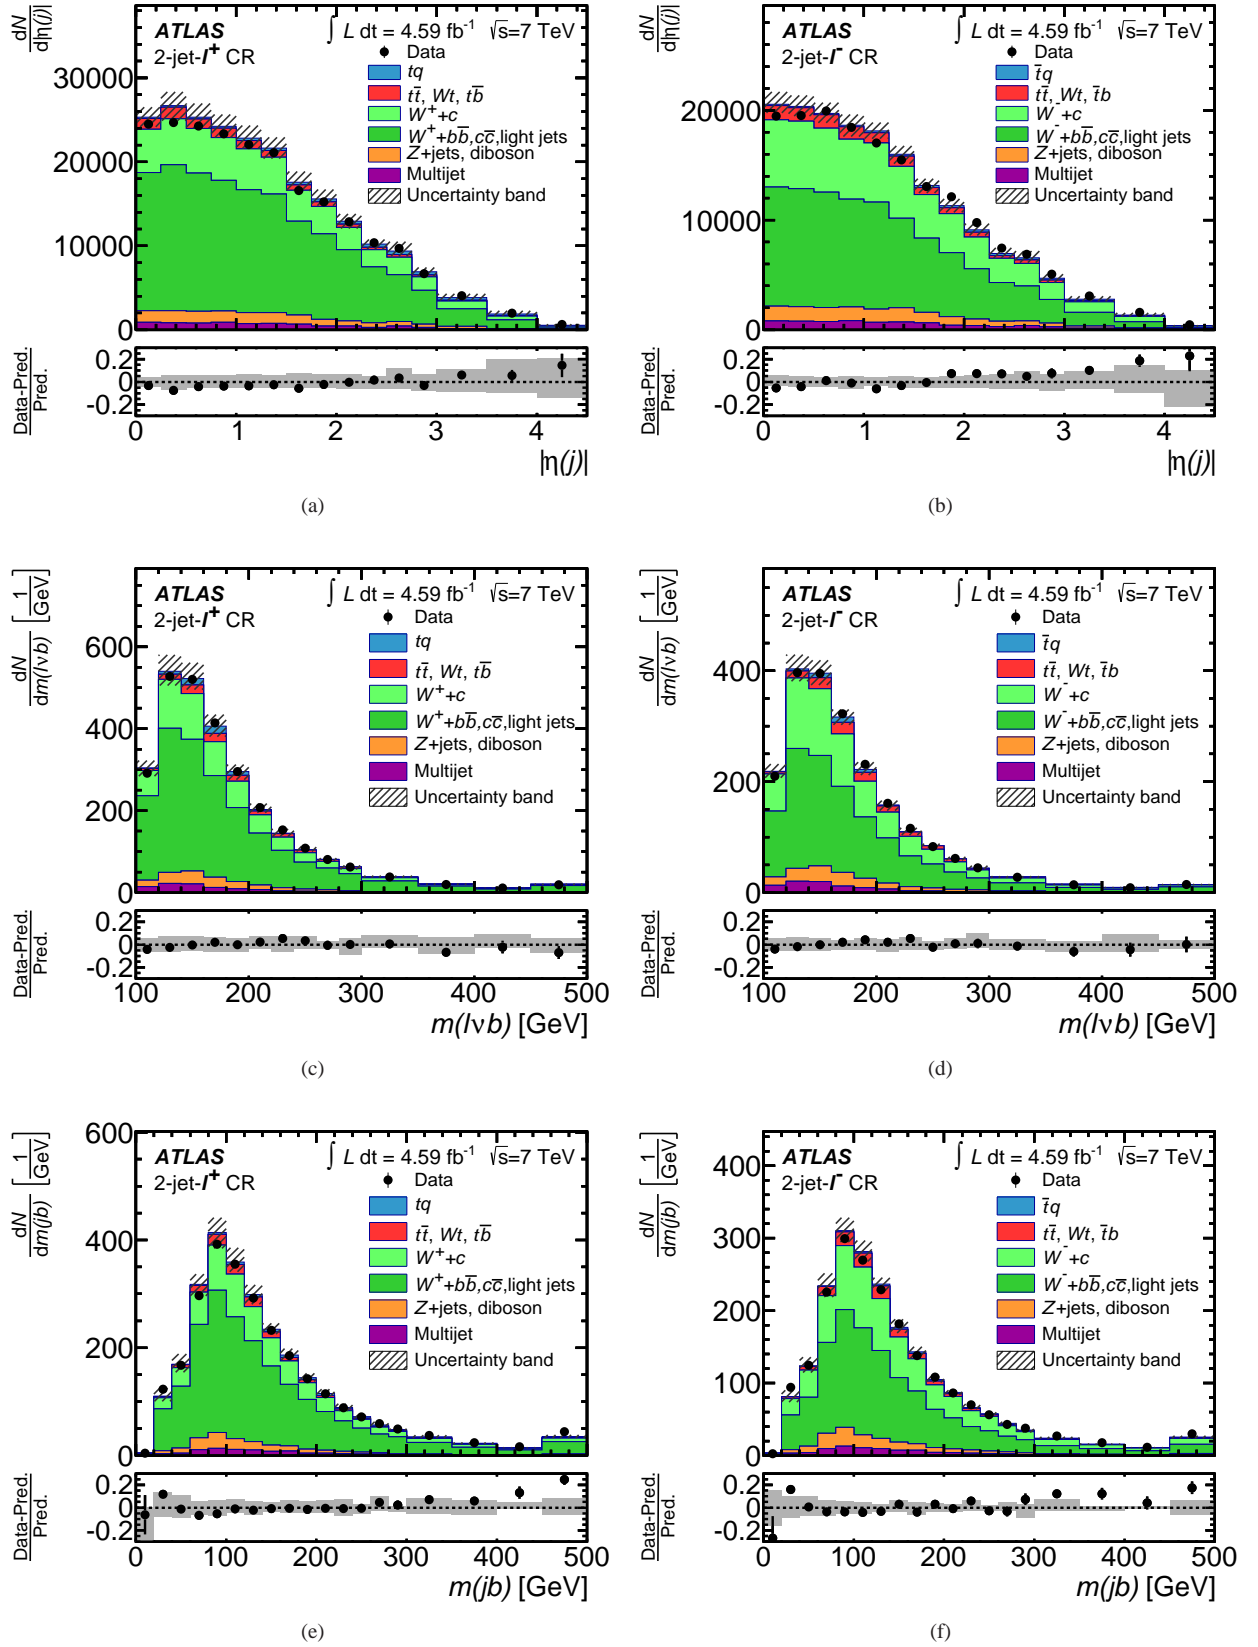 dN
d|η(j)|
ATLAS
2-jet-l⁺ CR
∫ L dt = 4.59 fb⁻¹ √s=7 TeV
Data
tq
tt̄, Wt, tb̄
W⁺+c
W⁺+bb̄,cc̄,light jets
Z+jets, diboson
Multijet
Uncertainty band
30000
20000
10000
0
Data-Pred.
Pred.
0.2
0
-0.2
0 1 2 3 4
|η(j)|
(a)
dN
d|η(j)|
ATLAS
2-jet-l⁻ CR
∫ L dt = 4.59 fb⁻¹ √s=7 TeV
Data
t̄q
tt̄, Wt, t̄b
W⁻+c
W⁻+bb̄,cc̄,light jets
Z+jets, diboson
Multijet
Uncertainty band
20000
10000
0
Data-Pred.
Pred.
0.2
0
-0.2
0 1 2 3 4
|η(j)|
(b)
dN
dm(lνb)
[1/GeV]
ATLAS
2-jet-l⁺ CR
∫ L dt = 4.59 fb⁻¹ √s=7 TeV
Data
tq
tt̄, Wt, tb̄
W⁺+c
W⁺+bb̄,cc̄,light jets
Z+jets, diboson
Multijet
Uncertainty band
600
400
200
0
Data-Pred.
Pred.
0.2
0
-0.2
100 200 300 400 500
m(lνb) [GeV]
(c)
dN
dm(lνb)
[1/GeV]
ATLAS
2-jet-l⁻ CR
∫ L dt = 4.59 fb⁻¹ √s=7 TeV
Data
t̄q
tt̄, Wt, t̄b
W⁻+c
W⁻+bb̄,cc̄,light jets
Z+jets, diboson
Multijet
Uncertainty band
400
200
0
Data-Pred.
Pred.
0.2
0
-0.2
100 200 300 400 500
m(lνb) [GeV]
(d)
dN
dm(jb)
[1/GeV]
ATLAS
2-jet-l⁺ CR
∫ L dt = 4.59 fb⁻¹ √s=7 TeV
Data
tq
tt̄, Wt, tb̄
W⁺+c
W⁺+bb̄,cc̄,light jets
Z+jets, diboson
Multijet
Uncertainty band
600
400
200
0
Data-Pred.
Pred.
0.2
0
-0.2
0 100 200 300 400 500
m(jb) [GeV]
(e)
dN
dm(jb)
[1/GeV]
ATLAS
2-jet-l⁻ CR
∫ L dt = 4.59 fb⁻¹ √s=7 TeV
Data
t̄q
tt̄, Wt, t̄b
W⁻+c
W⁻+bb̄,cc̄,light jets
Z+jets, diboson
Multijet
Uncertainty band
400
300
200
100
0
Data-Pred.
Pred.
0.2
0
-0.2
0 100 200 300 400 500
m(jb) [GeV]
(f)